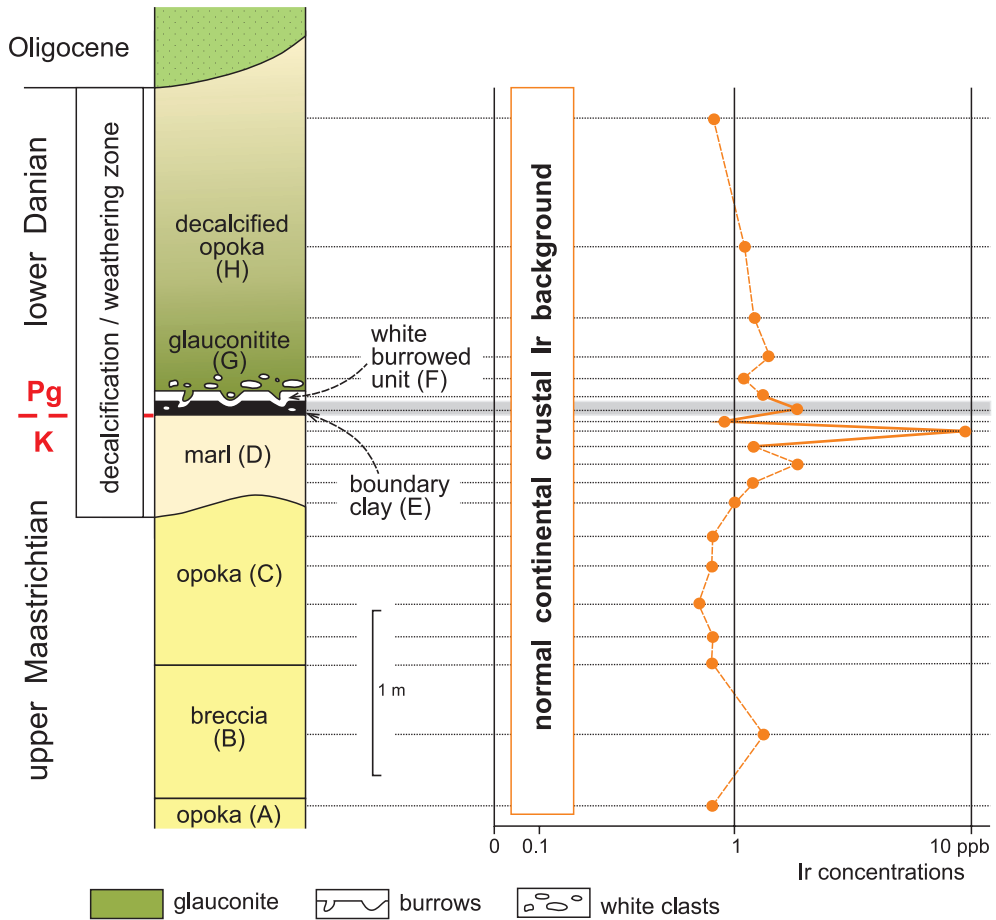 Oligocene
lower Danian
Pg
K
upper Maastrichtian
decalcification / weathering zone
decalcified
opoka
(H)
glauconitite
(G)
white
burrowed
unit (F)
marl (D)
boundary
clay (E)
opoka (C)
breccia
(B)
opoka (A)
1 m
normal continental crustal Ir background
0
0.1
1
10 ppb
Ir concentrations
glauconite
burrows
white clasts